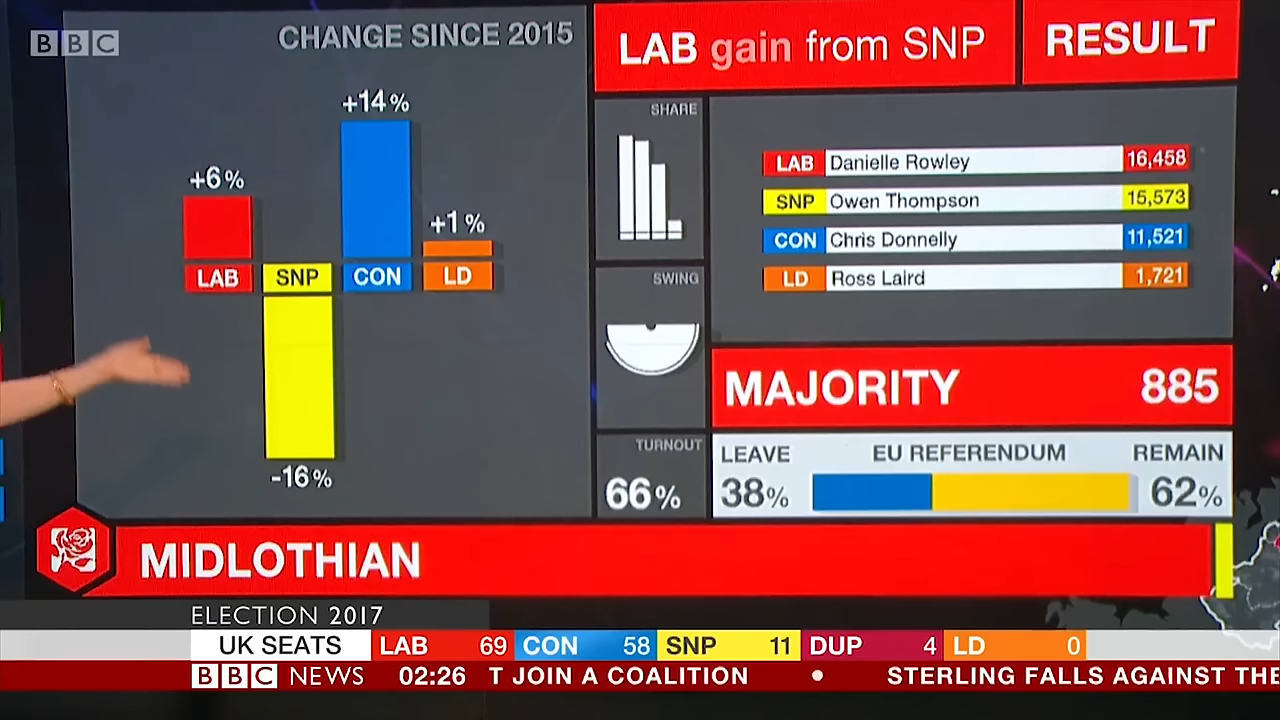 BBC
CHANGE SINCE 2015
LAB gain from SNP
RESULT
+6%
+14%
+1%
LAB
SNP
CON
LD
-16%
SHARE
SWING
TURNOUT
66%
LAB Danielle Rowley 16,458
SNP Owen Thompson 15,573
CON Chris Donnelly 11,521
LD Ross Laird 1,721
MAJORITY 885
LEAVE EU REFERENDUM REMAIN
38% 62%
MIDLOTHIAN
ELECTION 2017
UK SEATS LAB 69 CON 58 SNP 11 DUP 4 LD 0
BBC NEWS 02:26 T JOIN A COALITION • STERLING FALLS AGAINST THE